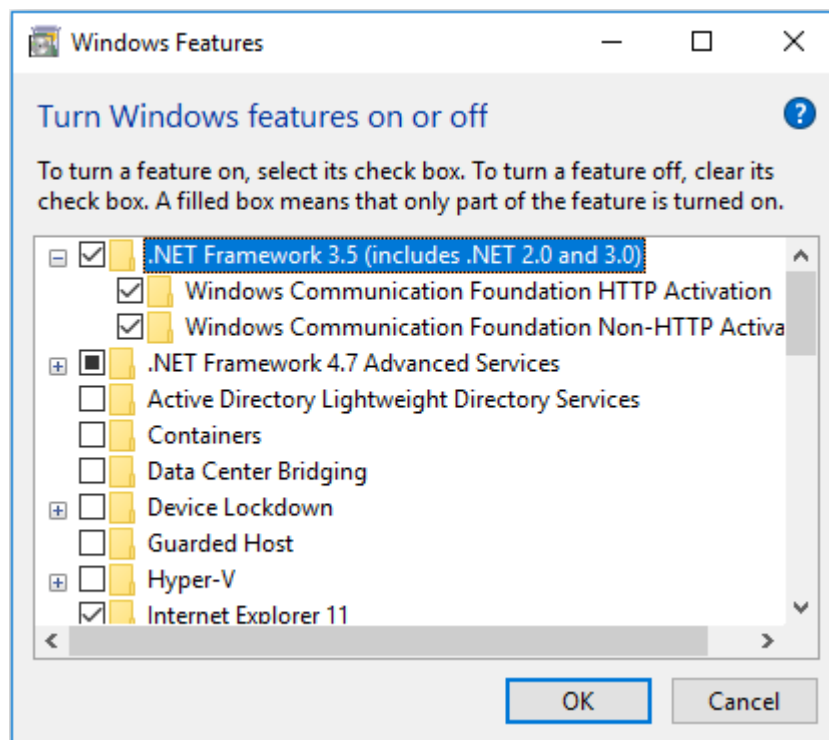 Windows Features
Turn Windows features on or off
?
To turn a feature on, select its check box. To turn a feature off, clear its
check box. A filled box means that only part of the feature is turned on.
.NET Framework 3.5 (includes .NET 2.0 and 3.0)
Windows Communication Foundation HTTP Activation
Windows Communication Foundation Non-HTTP Activa
.NET Framework 4.7 Advanced Services
Active Directory Lightweight Directory Services
Containers
Data Center Bridging
Device Lockdown
Guarded Host
Hyper-V
Internet Explorer 11
OK Cancel